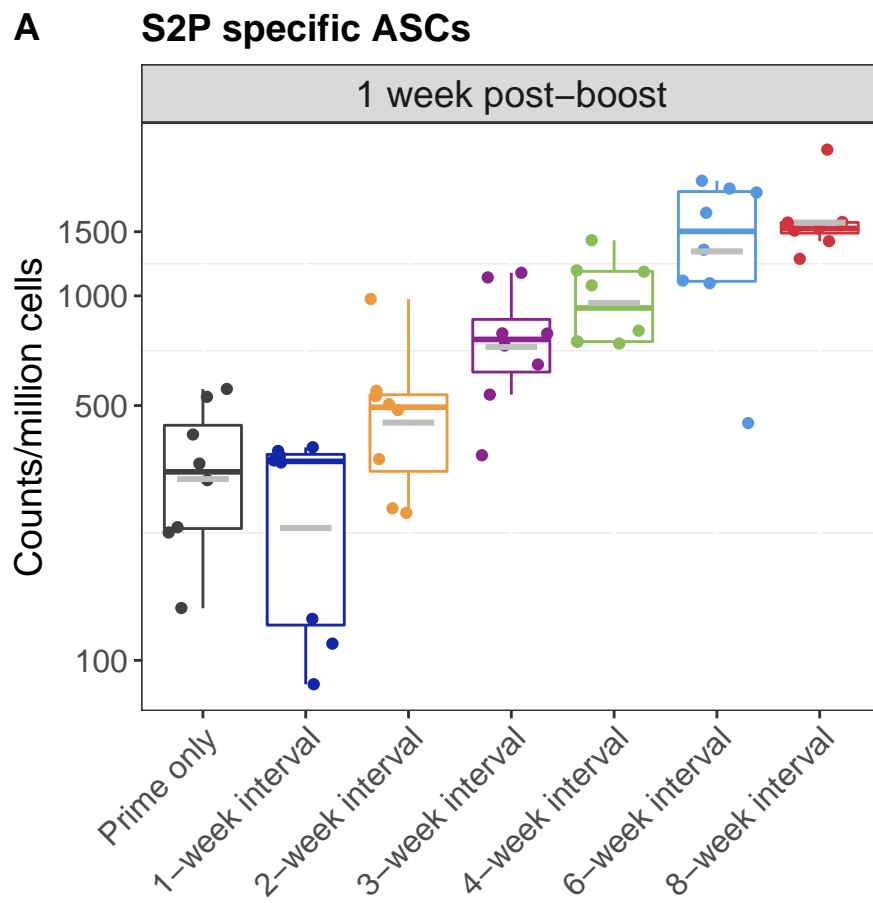 A
S2P specific ASCs
1 week post–boost
Counts/million cells
1500
1000
500
100
Prime only
1–week interval
2–week interval
3–week interval
4–week interval
6–week interval
8–week interval